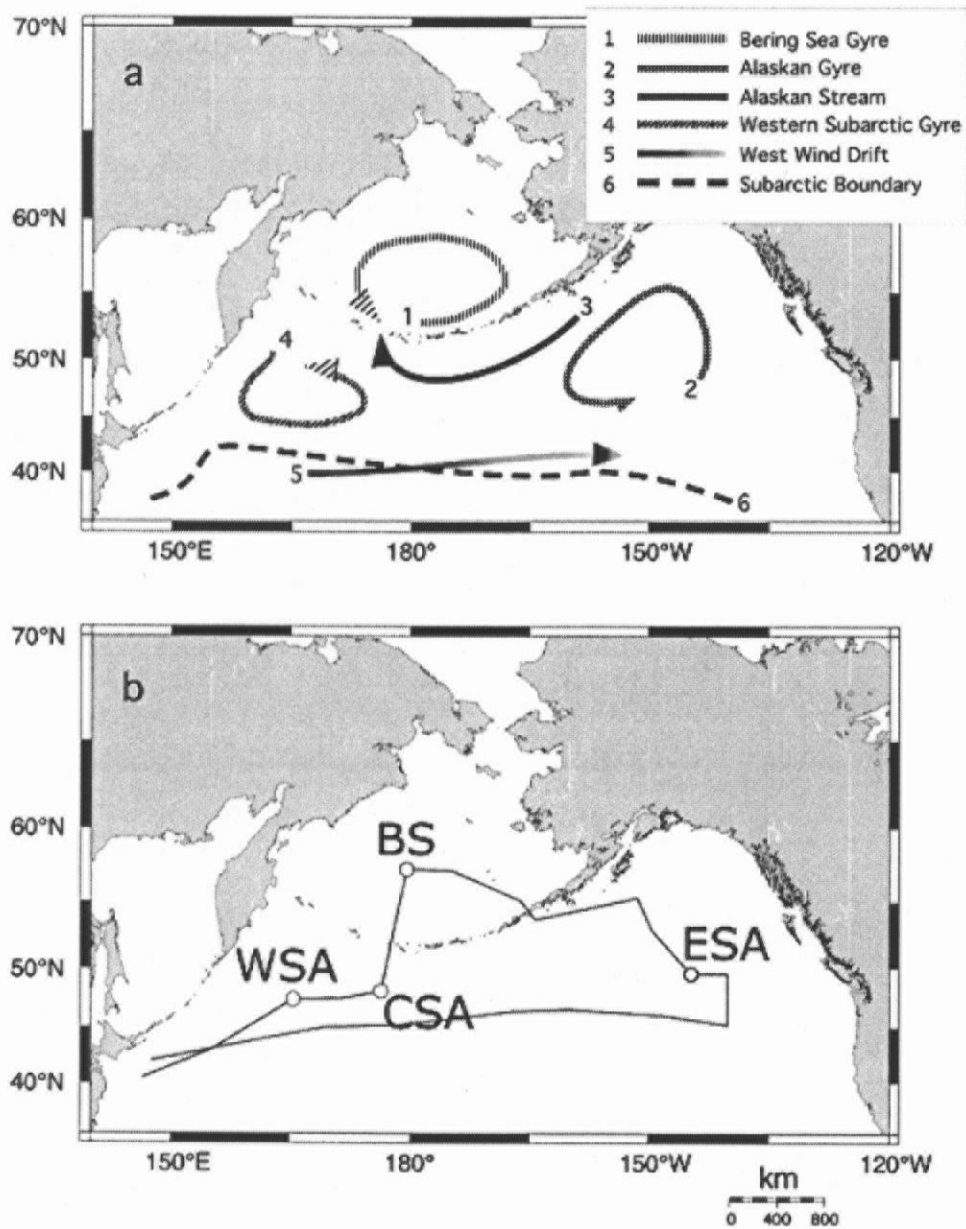 70°N
a
1 Bering Sea Gyre
2 Alaskan Gyre
3 Alaskan Stream
4 Western Subarctic Gyre
5 West Wind Drift
6 Subarctic Boundary
60°N
1
3
50°N
4
2
40°N
5
6
150°E 180° 150°W 120°W
70°N
b
60°N
BS
WSA
ESA
50°N
CSA
40°N
150°E 180° 150°W 120°W
km
0 400 800